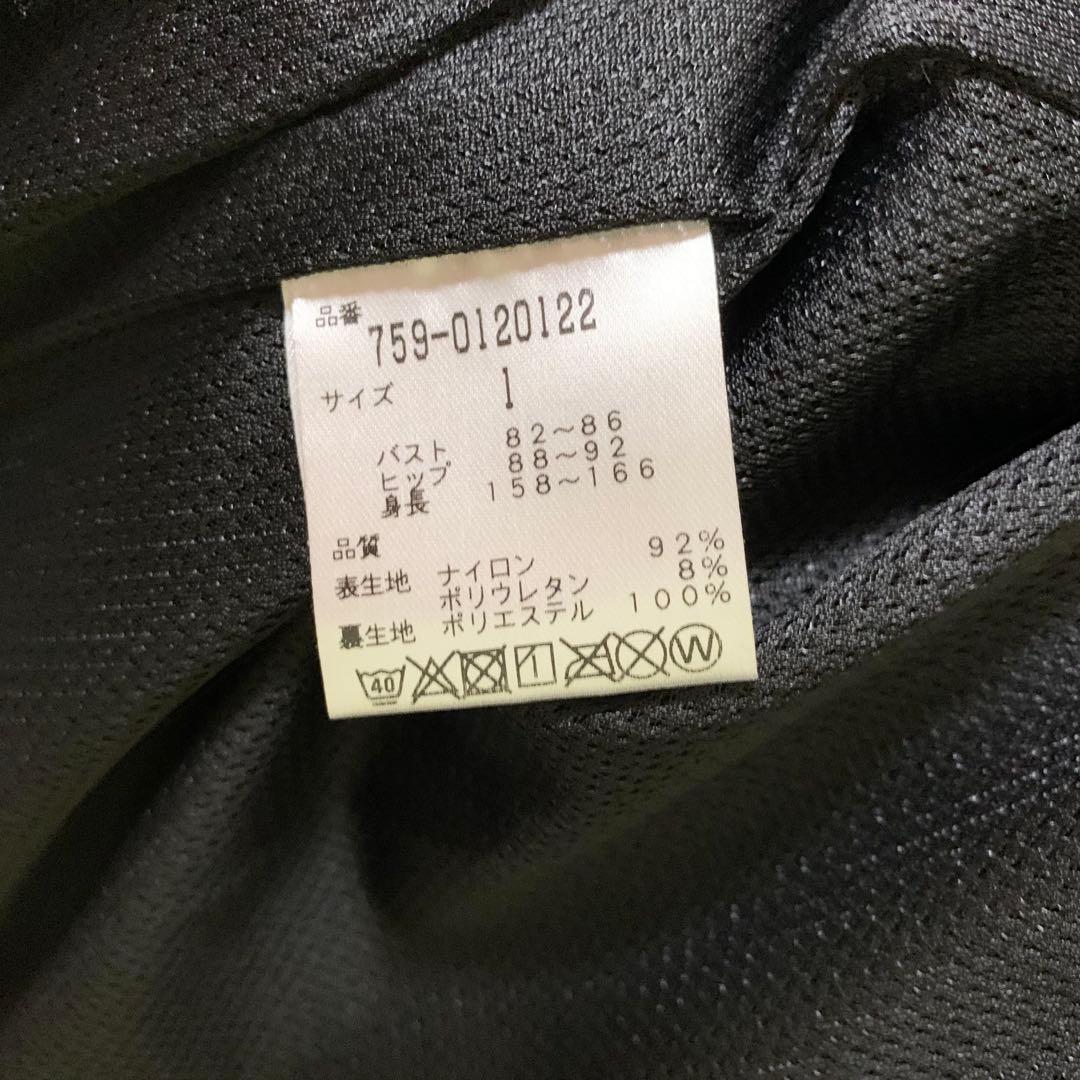 品番
759-0120122
サイズ 1
バスト 82～86
ヒップ 88～92
身長 158～166
品質
表生地 ナイロン 92%
ポリウレタン 8%
裏生地 ポリエステル 100%
40 W